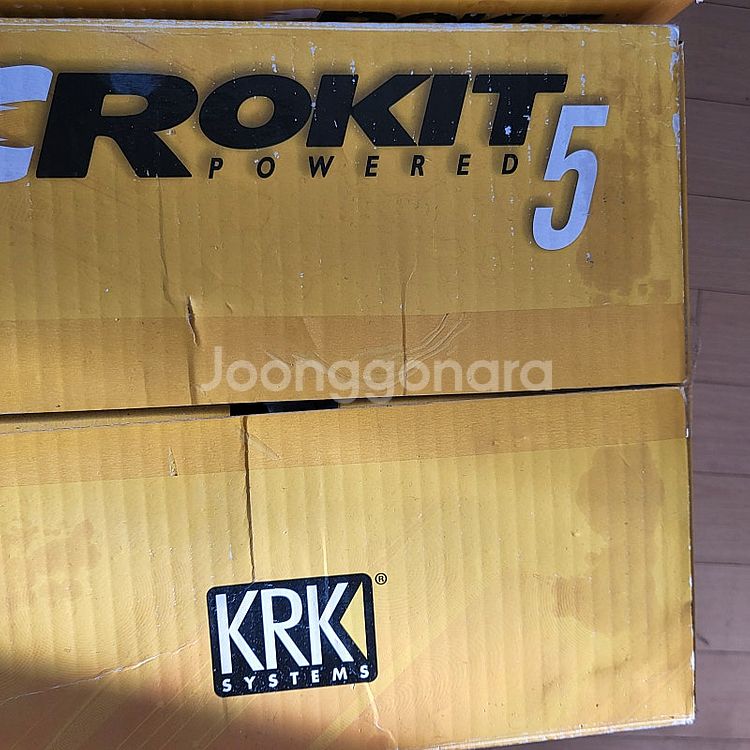 ROKIT 5
POWERED
Joonggonara
KRK®
SYSTEMS